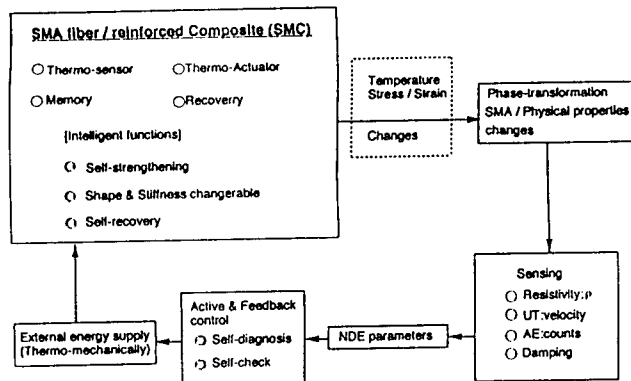 SMA fiber / reinforced Composite (SMC)
Thermo-sensor
Thermo-Actuator
Memory
Recoverry
[Intelligent functions]
Self-strengthening
Shape & Stiffness changerable
Self-recovery
Temperature
Stress / Strain
Changes
Phase-transformation
SMA / Physical properties
changes
Sensing
Resistivity:ρ
UT:velocity
AE:counts
Damping
NDE parameters
Active & Feedback
control
Self-diagnosis
Self-check
External energy supply
(Thermo-mechanically)